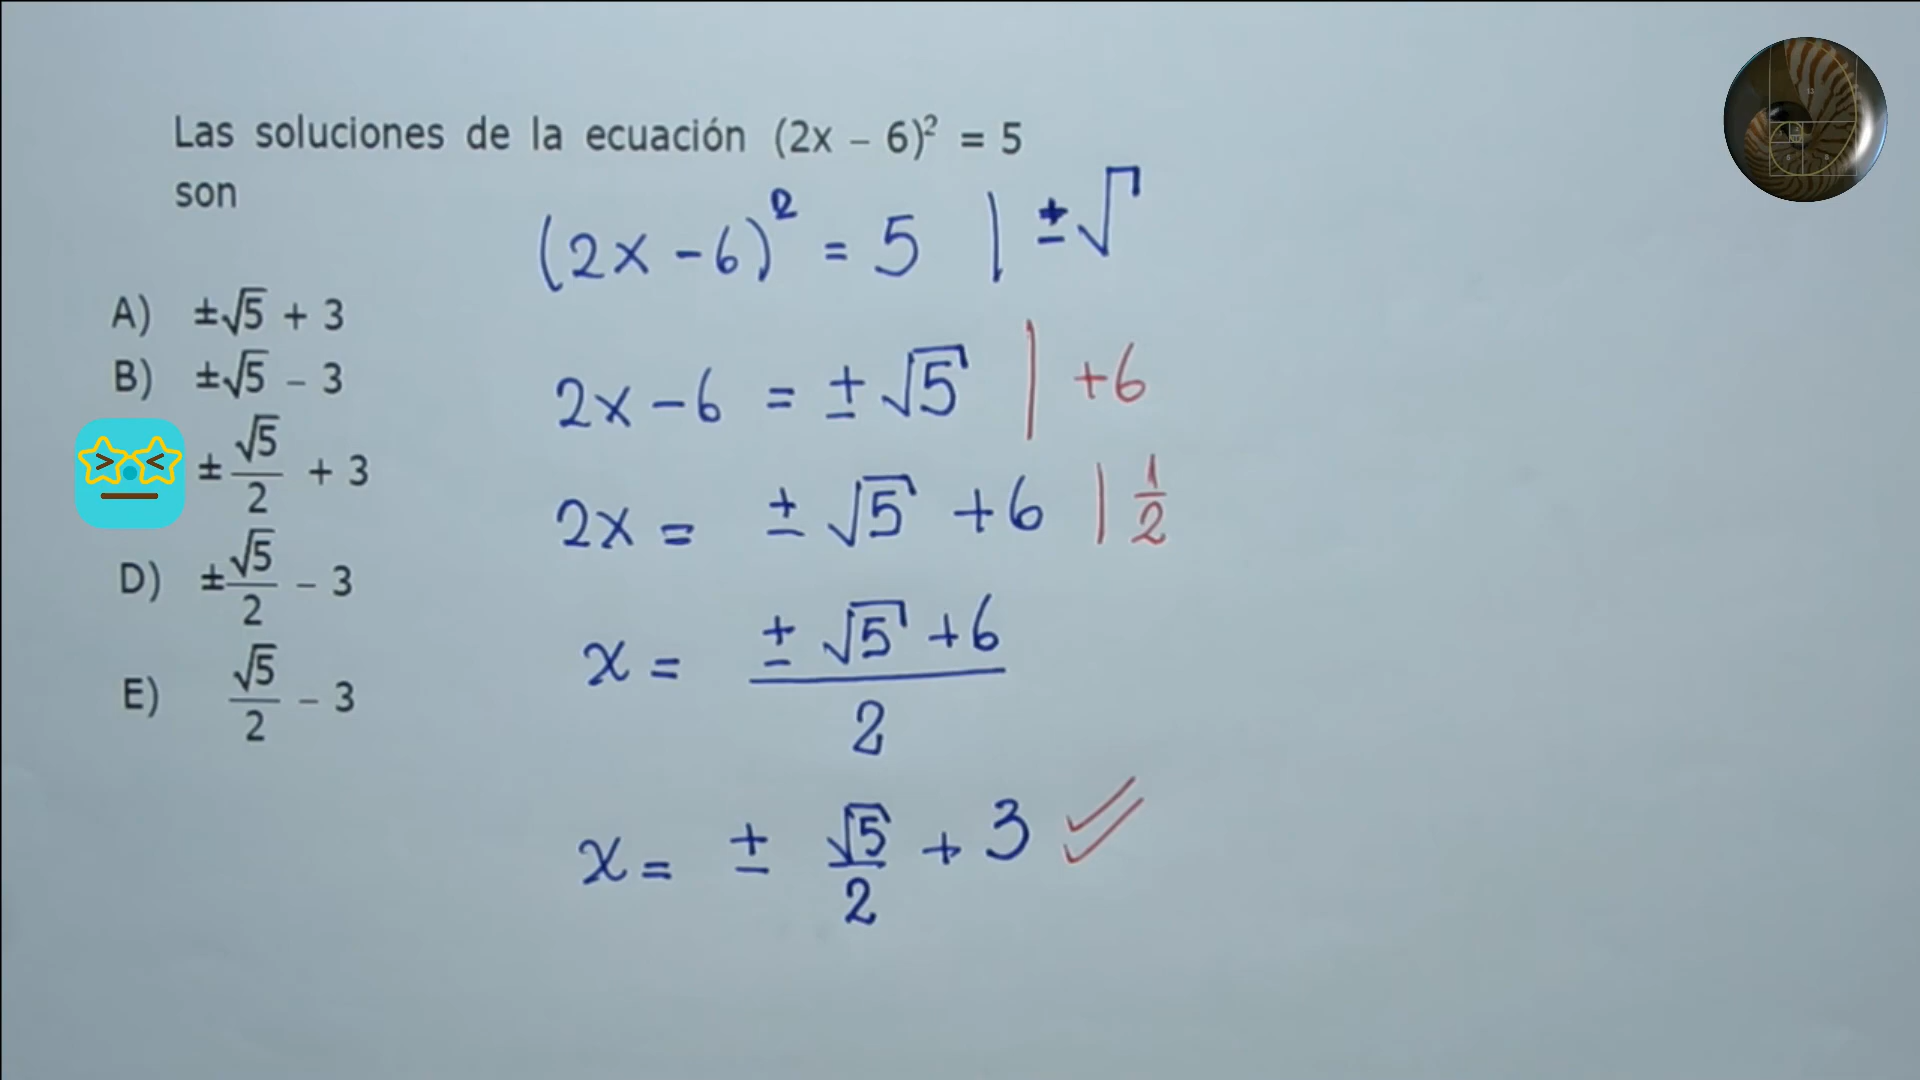 Las soluciones de la ecuación (2x – 6)² = 5
son
(2x - 6)² = 5 | ±√
A) ±√5 + 3
B) ±√5 – 3
± √5/2 + 3
D) ±√5/2 – 3
E) √5/2 – 3
2x - 6 = ± √5 | +6
2x = ± √5 + 6 | 1/2
x = (± √5 + 6)/2
x = ± √5/2 + 3